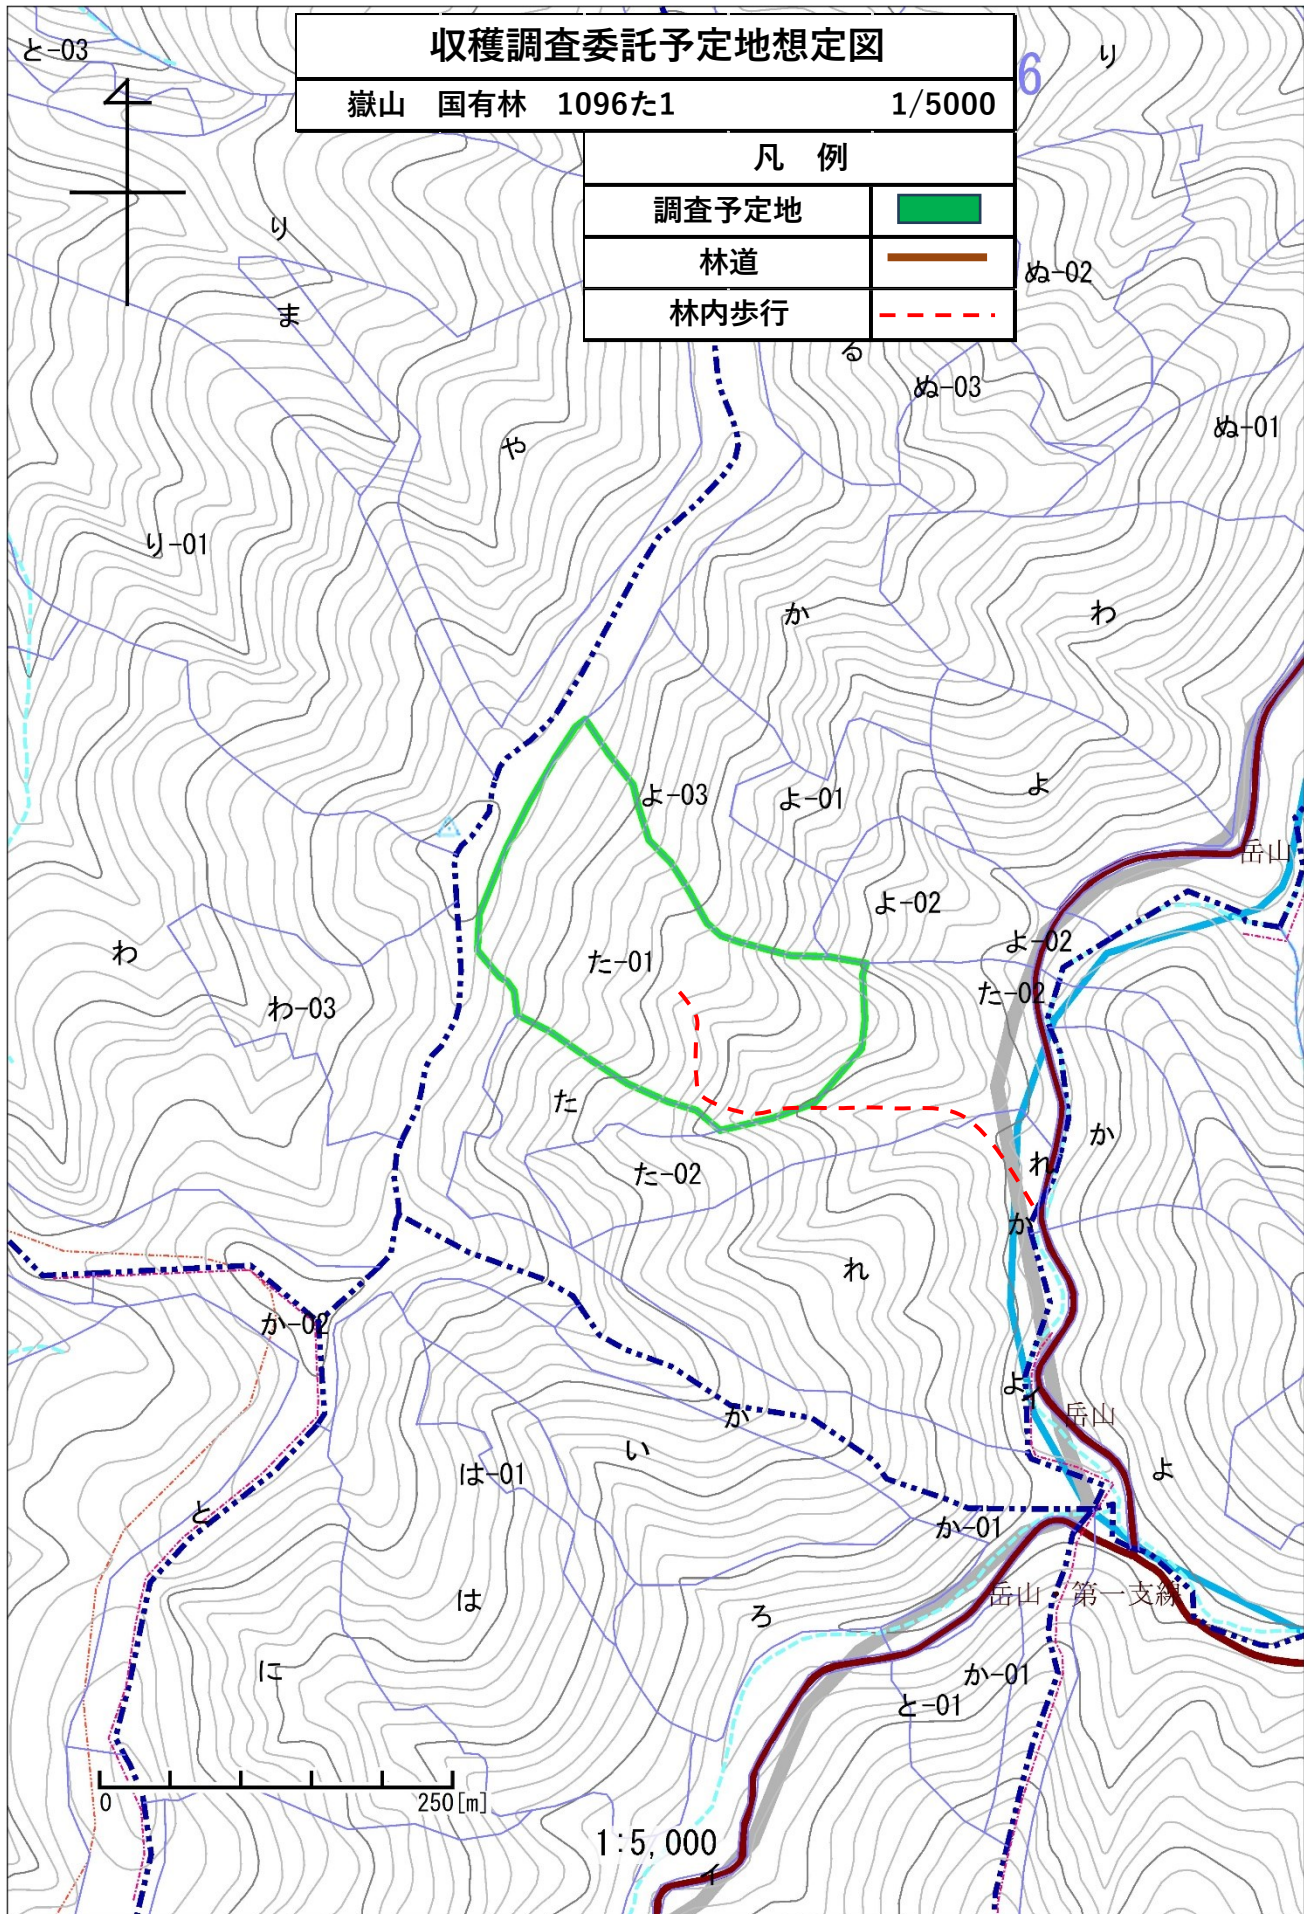 と-03
収穫調査委託予定地想定図
6
り
嶽山 国有林 1096た1 1/5000
凡 例
調査予定地
林道
林内歩行
り
ま
ぬ-02
る
ぬ-03
ぬ-01
や
り-01
か
わ
よ-03
よ-01
よ
岳山
よ-02
よ-02
わ
た-01
た-02
わ-03
た
か
れ
た-02
か
れ
か-02
よ
イ
岳山
か
い
よ
は-01
と
か-01
岳山 第一支線
は
ろ
に
か-01
と-01
0 250[m]
1:5,000
イ